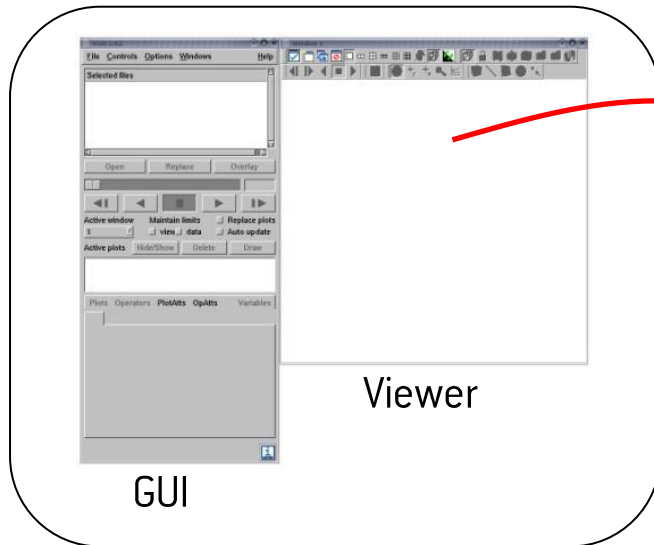 File Controls Options Windows Help
Selected files
Open Replace Overlay
Active window Maintain limits Replace plots
1 view data Auto update
Active plots Hide/Show Delete Draw
Plots Operators PlotAtts OpAtts Variables
Viewer
GUI